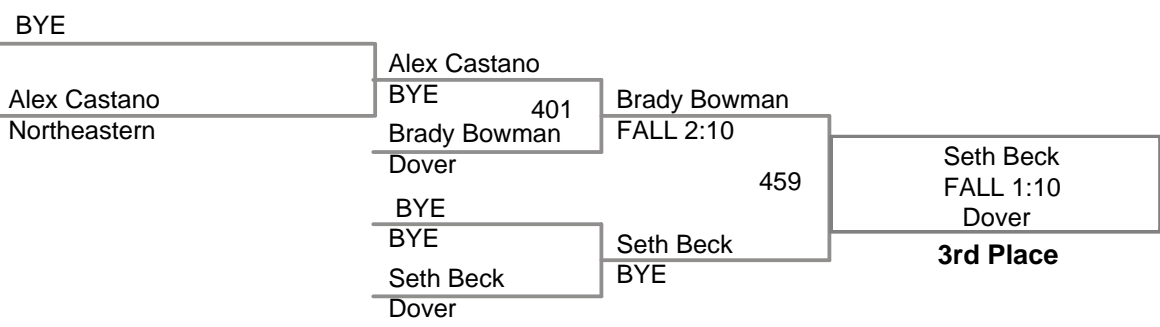 BYE
Alex Castano
Northeastern
Alex Castano
BYE
401
Brady Bowman
Dover
BYE
BYE
Seth Beck
Dover
Brady Bowman
FALL 2:10
459
Seth Beck
BYE
Seth Beck
FALL 1:10
Dover
3rd Place